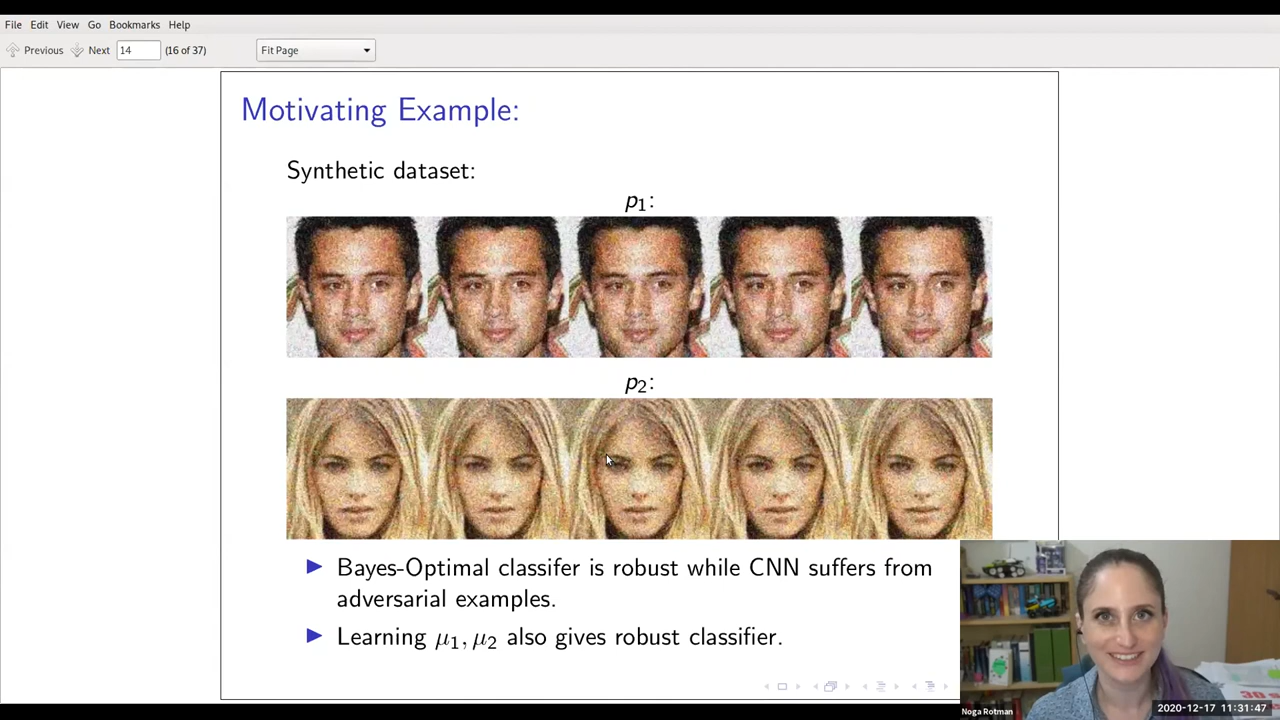 File Edit View Go Bookmarks Help
Previous Next 14 (16 of 37) Fit Page
Motivating Example:
Synthetic dataset:
p1:
p2:
Bayes-Optimal classifer is robust while CNN suffers from
adversarial examples.
Learning μ1, μ2 also gives robust classifier.
Noga Rotman
2020-12-17 11:31:47